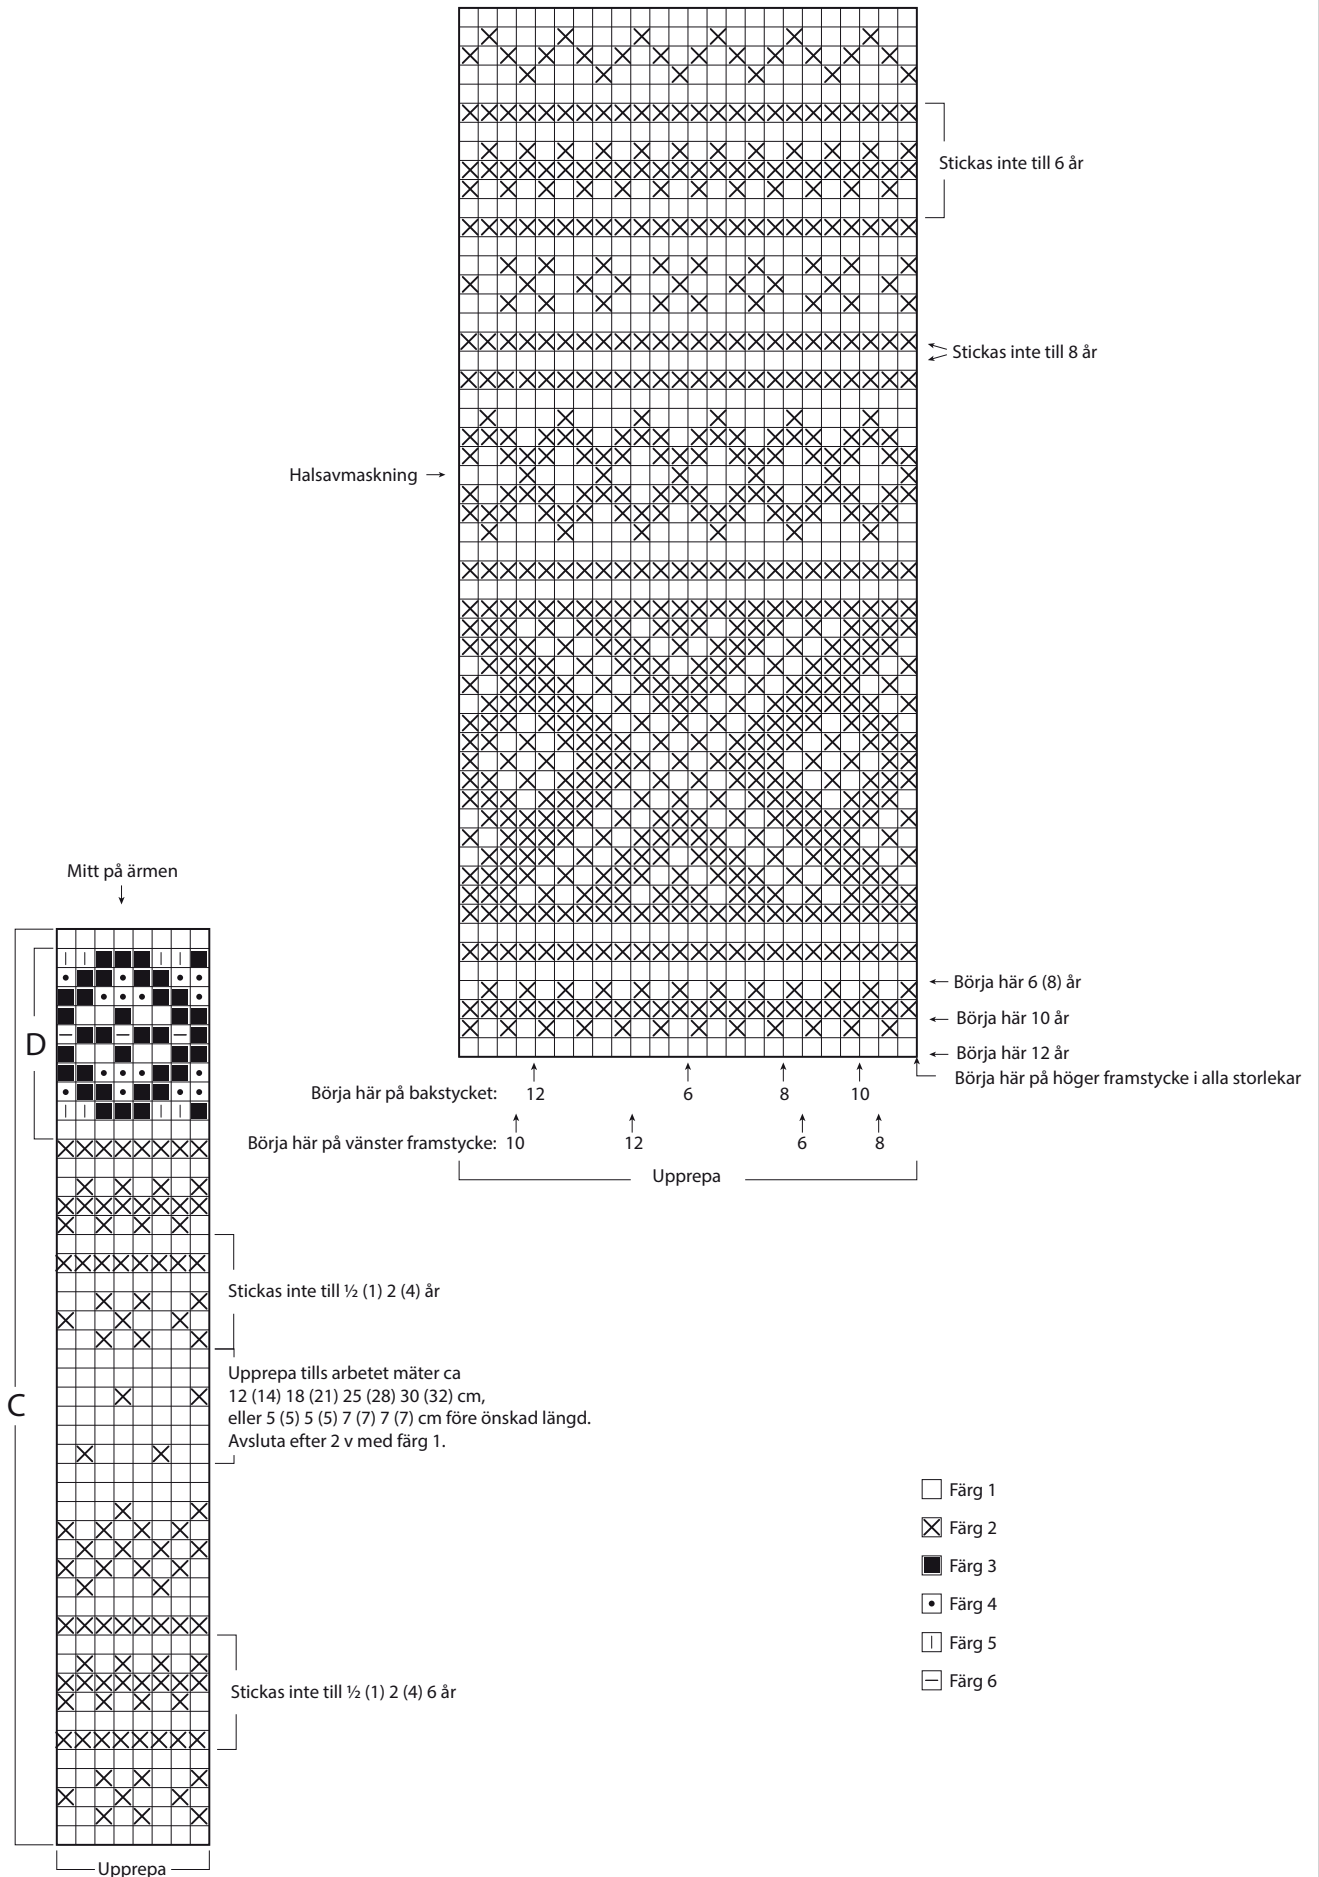 Stickas inte till 6 år
Stickas inte till 8 år
Halsavmaskning
Börja här 6 (8) år
Börja här 10 år
Börja här 12 år
Börja här på höger framstycke i alla storlekar
Börja här på bakstycket: 12 6 8 10
Börja här på vänster framstycke: 10 12 6 8
Upprepa
Mitt på ärmen
D
C
Stickas inte till ½ (1) 2 (4) år
Upprepa tills arbetet mäter ca
12 (14) 18 (21) 25 (28) 30 (32) cm,
eller 5 (5) 5 (5) 7 (7) 7 (7) cm före önskad längd.
Avsluta efter 2 v med färg 1.
Stickas inte till ½ (1) 2 (4) 6 år
Upprepa
Färg 1
Färg 2
Färg 3
Färg 4
Färg 5
Färg 6